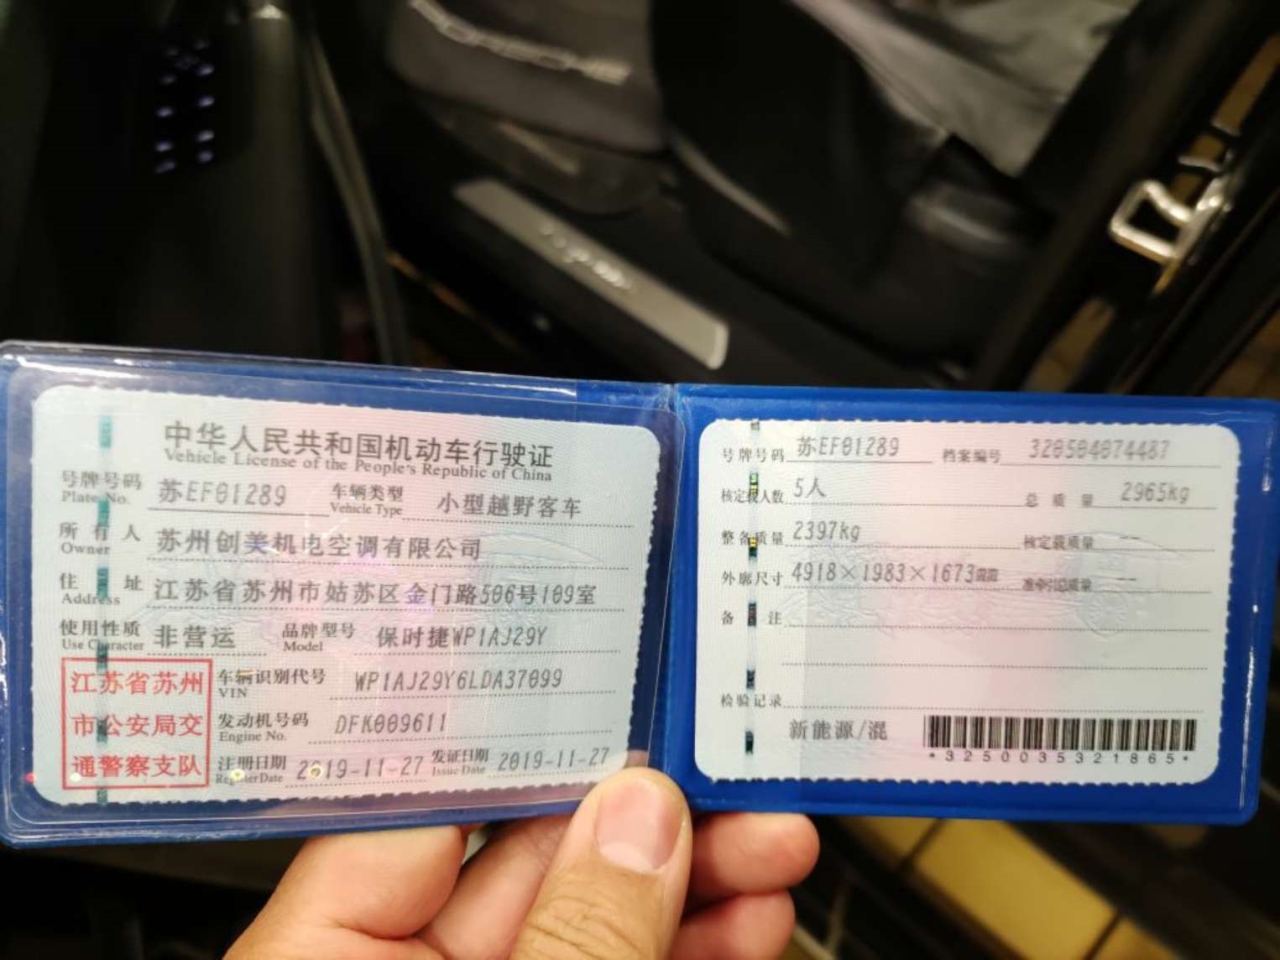 PORSCHE
中华人民共和国机动车行驶证
Vehicle License of the People's Republic of China
号牌号码 苏EF01289 车辆类型 小型越野客车
Plate No. Vehicle Type
所有人 苏州创美机电空调有限公司
Owner
住址 江苏省苏州市姑苏区金门路506号109室
Address
使用性质 非营运 品牌型号 保时捷WP1AJ29Y
Use Character Model
江苏省苏州
市公安局交
通警察支队
车辆识别代号 WP1AJ29Y6LDA37099
VIN
发动机号码 DFK009611
Engine No.
注册日期 2019-11-27 发证日期 2019-11-27
Register Date Issue Date
号牌号码 苏EF01289 档案编号 320504074487
核定载人数 5人 总质量 2965kg
整备质量 2397kg 核定载质量 --
外廓尺寸 4918×1983×1673mm 准牵引总质量 --
备注
检验记录
新能源/混
*3250035321865*